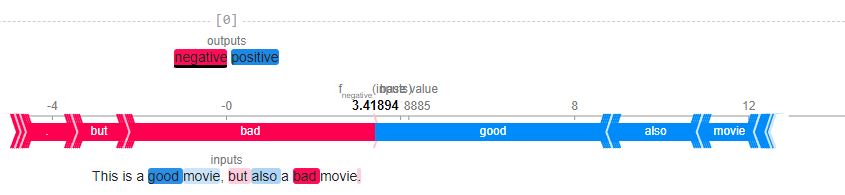 [0]
outputs
negative positive
f negative (inputs) base value
-4 -0 3.41894 8885 8 12
. but bad good also movie
inputs
This is a good movie, but also a bad movie.